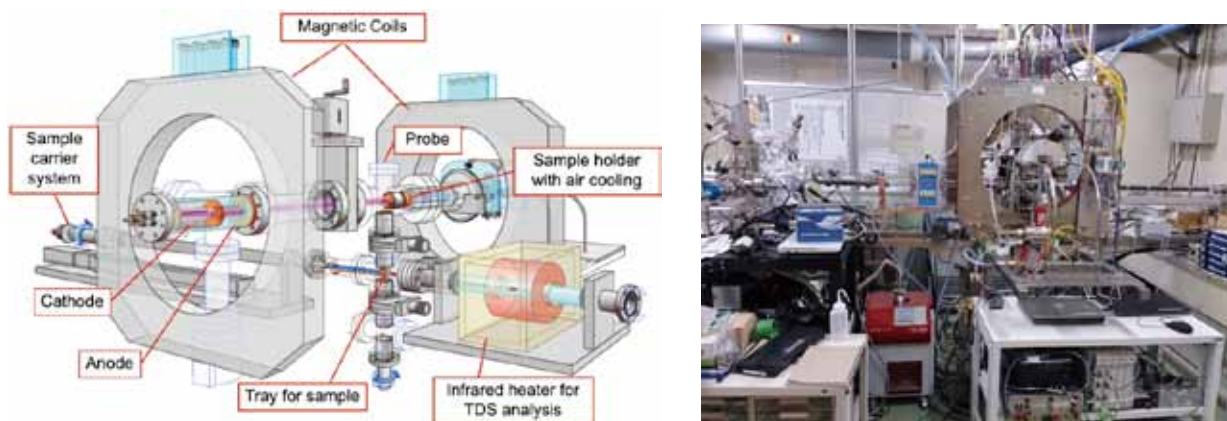 Magnetic Coils
Sample
carrier
system
Probe
Sample holder
with air cooling
Cathode
Anode
Tray for sample
Infrared heater for
TDS analysis